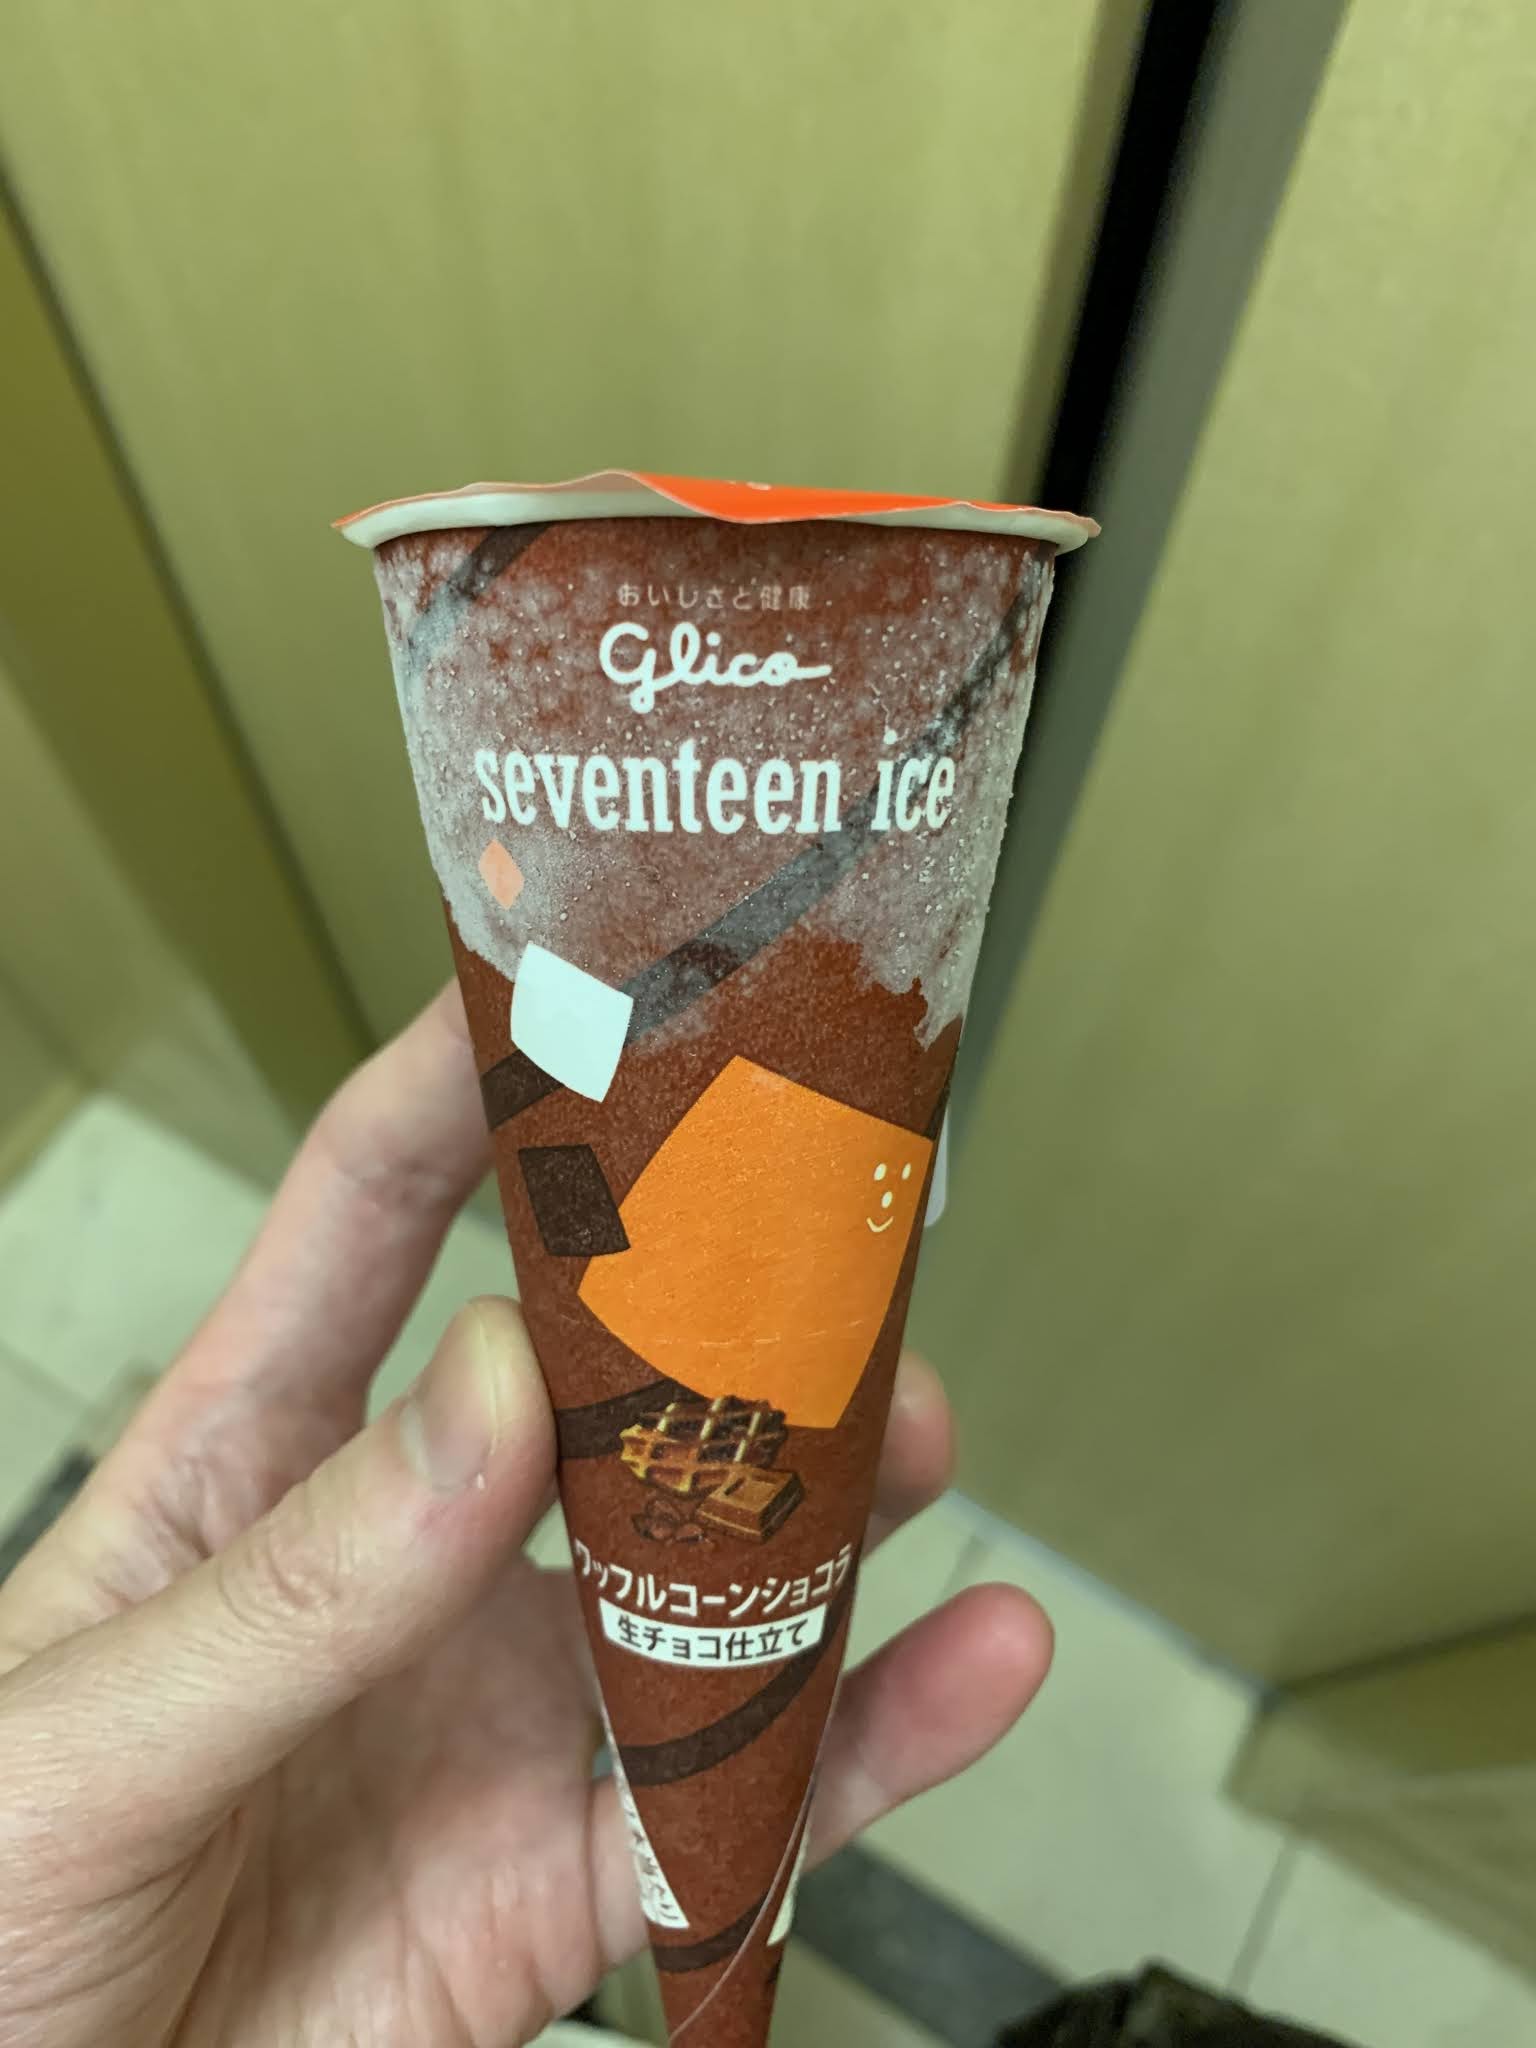 おいしさと健康
Glico
seventeen ice
ワッフルコーンショコラ
生チョコ仕立て